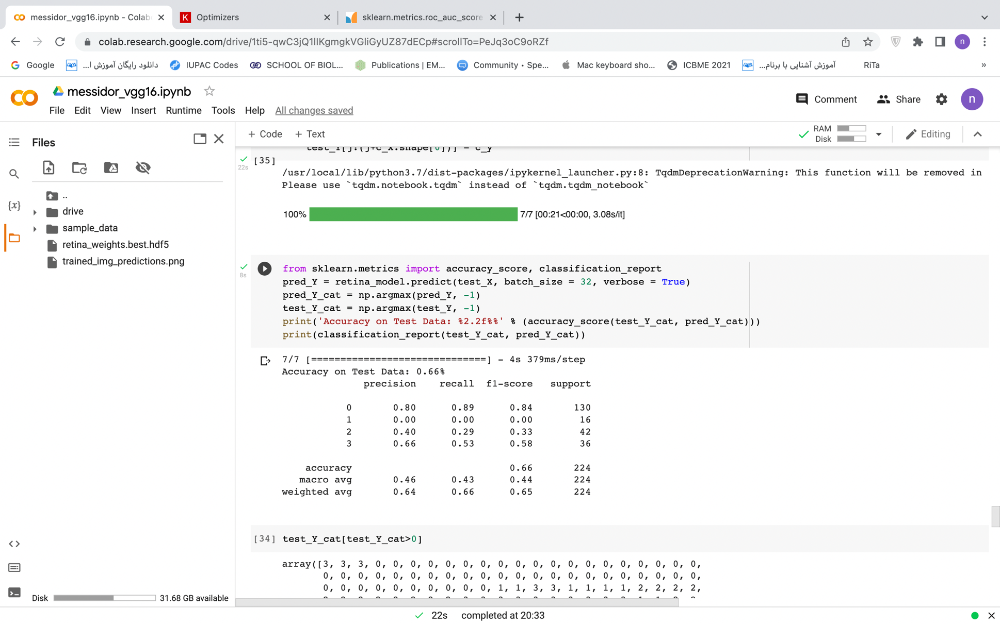 messidor_vgg16.ipynb - Colab
Optimizers
sklearn.metrics.roc_auc_score
colab.research.google.com/drive/1ti5-qwC3jQ1lIKgmgkVGliGyUZ87dECp#scrollTo=PeJq3oC9oRZf
n
Google
دانلود رایگان آموزش ا...
IUPAC Codes
SCHOOL OF BIOL...
Publications | EM...
Community • Spe...
Mac keyboard sho...
ICBME 2021
آموزش آشنایی با برنام...
RiTa
»
messidor_vgg16.ipynb
Comment
Share
n
File Edit View Insert Runtime Tools Help All changes saved
Files
+ Code + Text
RAM
Disk
Editing
{x}
..
drive
sample_data
retina_weights.best.hdf5
trained_img_predictions.png
Disk 31.68 GB available
test_Y[j:(j+c_x.shape[0])] = c_y
22s
[35]
/usr/local/lib/python3.7/dist-packages/ipykernel_launcher.py:8: TqdmDeprecationWarning: This function will be removed in
Please use `tqdm.notebook.tqdm` instead of `tqdm.tqdm_notebook`
100% 7/7 [00:21<00:00, 3.08s/it]
8s
from sklearn.metrics import accuracy_score, classification_report
pred_Y = retina_model.predict(test_X, batch_size = 32, verbose = True)
pred_Y_cat = np.argmax(pred_Y, -1)
test_Y_cat = np.argmax(test_Y, -1)
print('Accuracy on Test Data: %2.2f%%' % (accuracy_score(test_Y_cat, pred_Y_cat)))
print(classification_report(test_Y_cat, pred_Y_cat))
7/7 [==============================] - 4s 379ms/step
Accuracy on Test Data: 0.66%
precision recall f1-score support
0 0.80 0.89 0.84 130
1 0.00 0.00 0.00 16
2 0.40 0.29 0.33 42
3 0.66 0.53 0.58 36
accuracy 0.66 224
macro avg 0.46 0.43 0.44 224
weighted avg 0.64 0.66 0.65 224
[34] test_Y_cat[test_Y_cat>0]
array([3, 3, 3, 0, 0, 0, 0, 0, 0, 0, 0, 0, 0, 0, 0, 0, 0, 0, 0, 0, 0, 0,
0, 0, 0, 0, 0, 0, 0, 0, 0, 0, 0, 0, 0, 0, 0, 0, 0, 0, 0, 0, 0, 0,
0, 0, 0, 0, 0, 0, 0, 0, 0, 0, 1, 1, 3, 3, 1, 1, 1, 1, 2, 2, 2, 2,
22s completed at 20:33